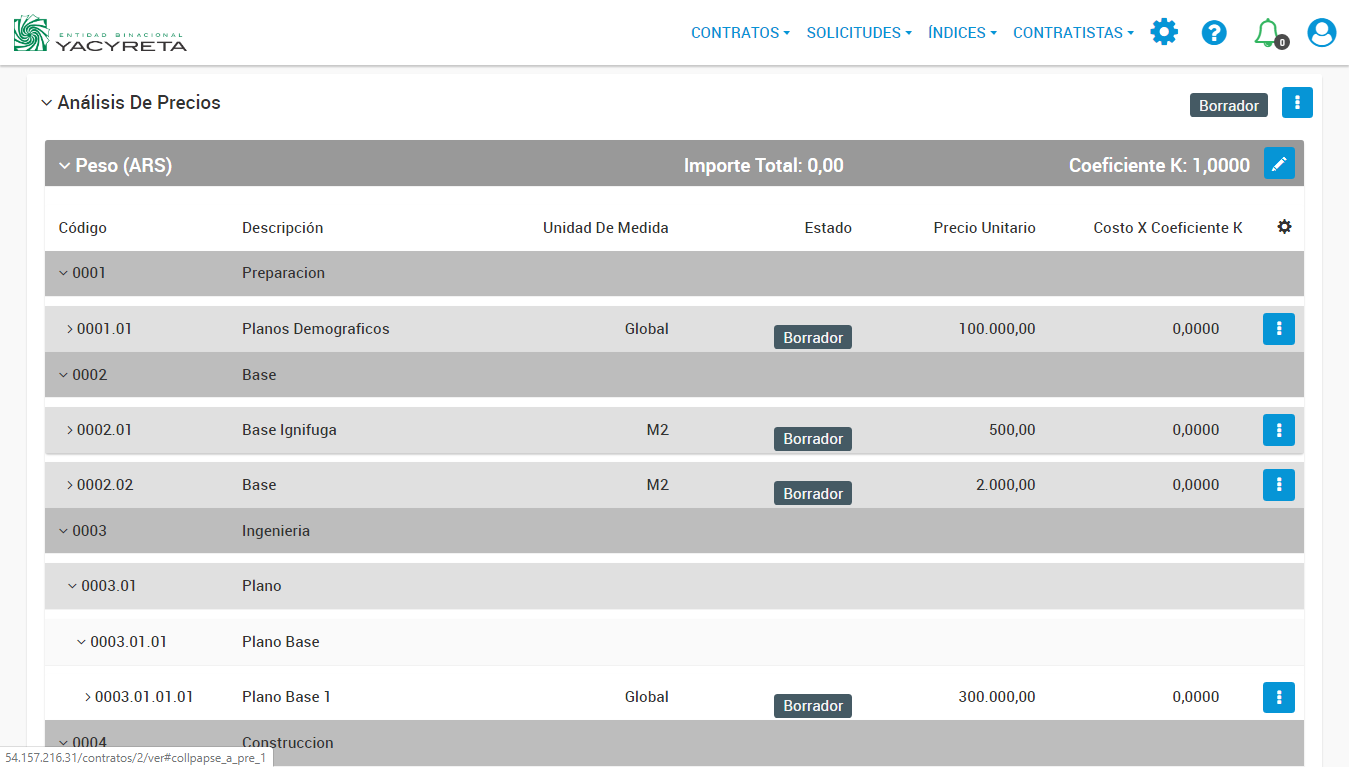 ENTIDAD BINACIONAL
YACYRETA
CONTRATOS SOLICITUDES ÍNDICES CONTRATISTAS ? 0
Análisis De Precios Borrador
Peso (ARS) Importe Total: 0,00 Coeficiente K: 1,0000
Código Descripción Unidad De Medida Estado Precio Unitario Costo X Coeficiente K
0001 Preparacion
0001.01 Planos Demograficos Global Borrador 100.000,00 0,0000
0002 Base
0002.01 Base Ignifuga M2 Borrador 500,00 0,0000
0002.02 Base M2 Borrador 2.000,00 0,0000
0003 Ingenieria
0003.01 Plano
0003.01.01 Plano Base
0003.01.01.01 Plano Base 1 Global Borrador 300.000,00 0,0000
0004 Construccion
54.157.216.31/contratos/2/ver#collpapse_a_pre_1